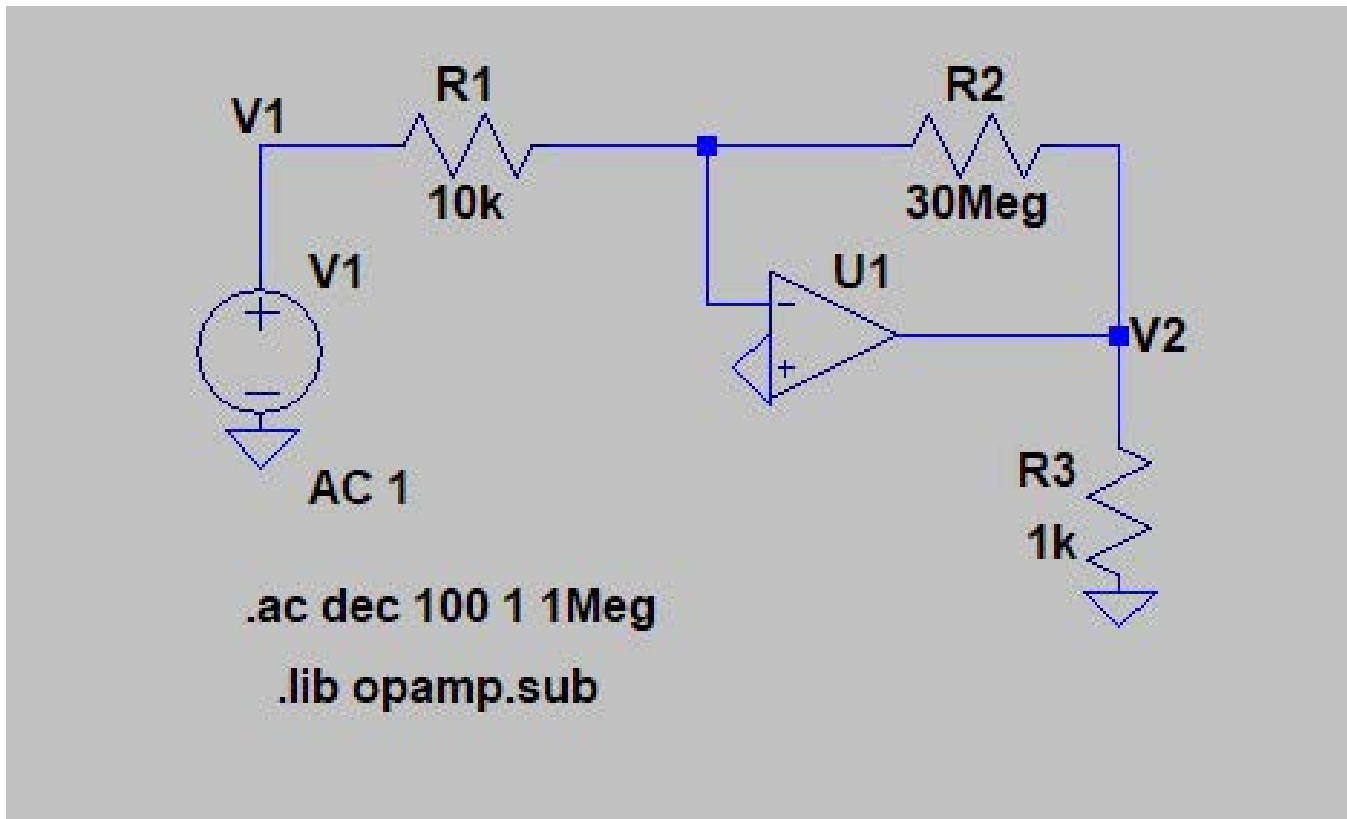 R1
R2
V1
10k
30Meg
V1
U1
+
−
−
+
V2
AC 1
R3
1k
.ac dec 100 1 1Meg
.lib opamp.sub